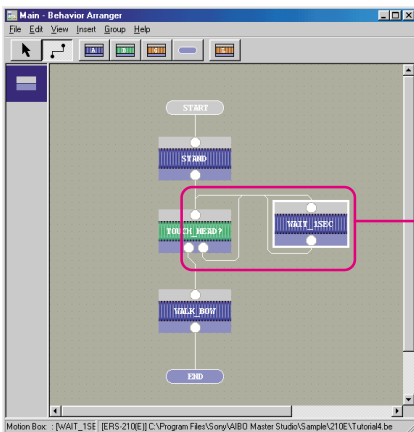 Main - Behavior Arranger
File Edit View Insert Group Help
A B C S
START
STAND
TOUCH_HEAD? WAIT_1SEC
WALK_BOW
END
Motion Box : [WAIT_1SE [ERS-210(E)] C:\Program Files\Sony\AIBO Master Studio\Sample\210E\Tutorial4.be